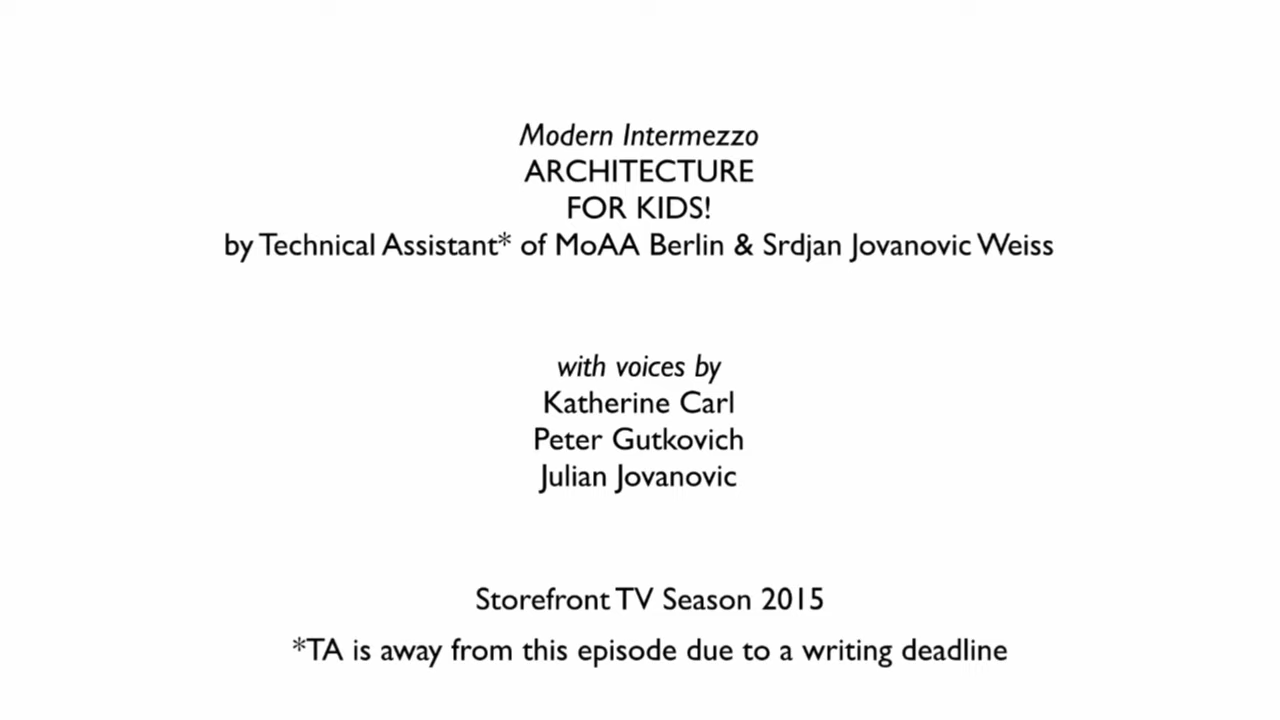 Modern Intermezzo
ARCHITECTURE
FOR KIDS!
by Technical Assistant* of MoAA Berlin & Srdjan Jovanovic Weiss
with voices by
Katherine Carl
Peter Gutkovich
Julian Jovanovic
Storefront TV Season 2015
*TA is away from this episode due to a writing deadline